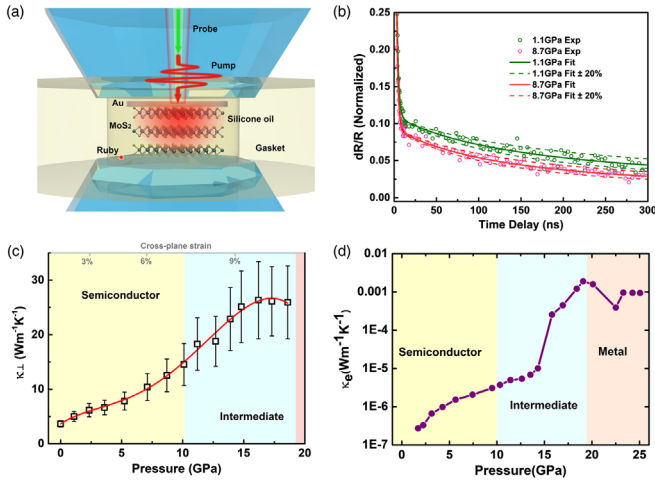 (a)
Probe
Pump
Au
Silicone oil
MoS2
Ruby
Gasket
(b)
dR/R (Normalized)
0.25
0.20
0.15
0.10
0.05
0.00
1.1GPa Exp
8.7GPa Exp
1.1GPa Fit
1.1GPa Fit ± 20%
8.7GPa Fit
8.7GPa Fit ± 20%
0 50 100 150 200 250 300
Time Delay (ns)
(c)
Cross-plane strain
3% 6% 9%
κ⊥ (Wm⁻¹K⁻¹)
30
20
10
0
Semiconductor
Intermediate
0 5 10 15 20
Pressure (GPa)
(d)
κe(Wm⁻¹K⁻¹)
0.01
0.001
1E-4
1E-5
1E-6
1E-7
Semiconductor
Intermediate
Metal
0 5 10 15 20 25
Pressure(GPa)